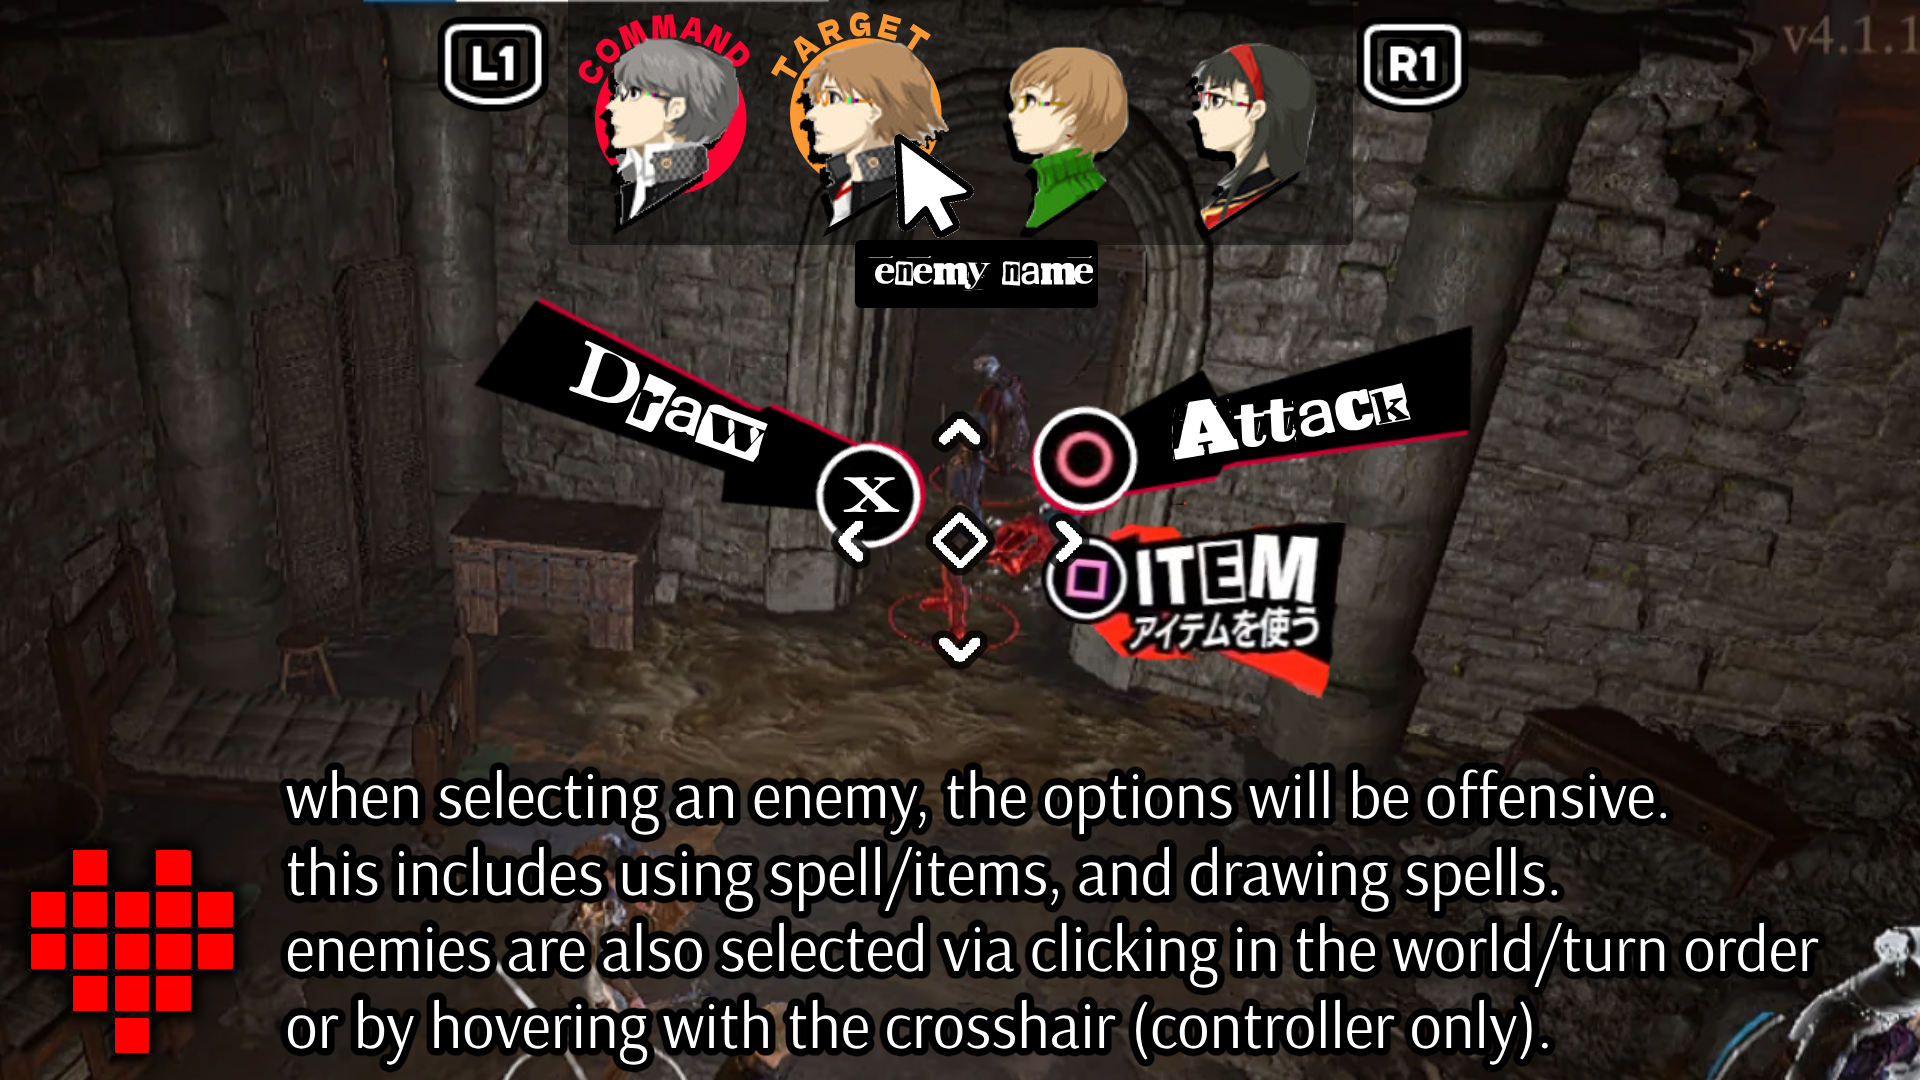 v4.1.1
L1
COMMAND
TARGET
R1
enemy name
Draw
X
Attack
ITEM
アイテムを使う
when selecting an enemy, the options will be offensive.
this includes using spell/items, and drawing spells.
enemies are also selected via clicking in the world/turn order
or by hovering with the crosshair (controller only).